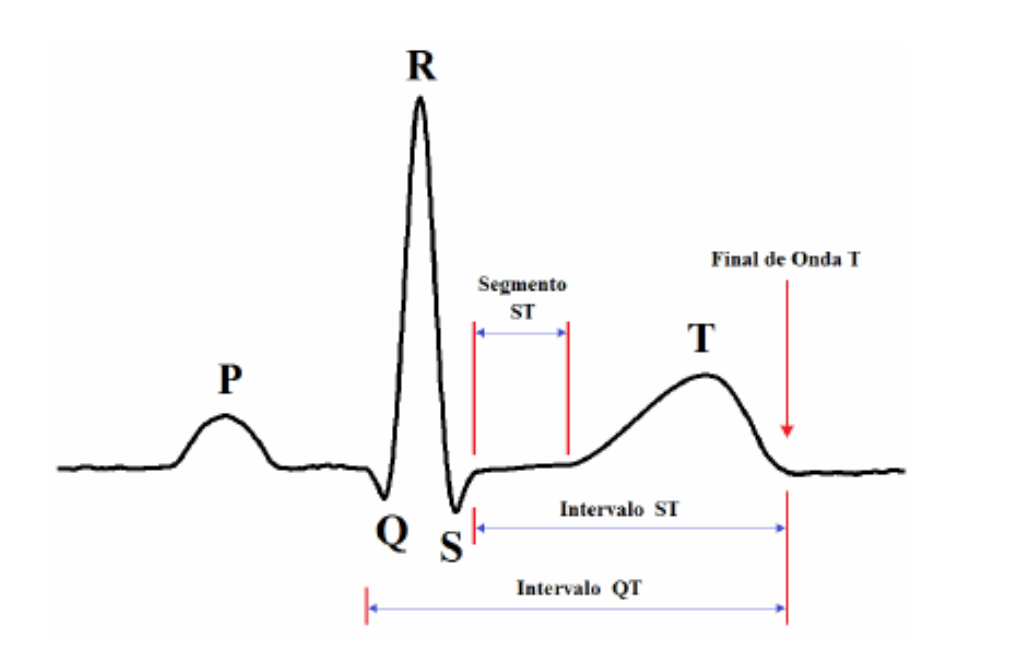 R
Final de Onda T
Segmento
ST
T
P
Intervalo ST
Q
S
Intervalo QT